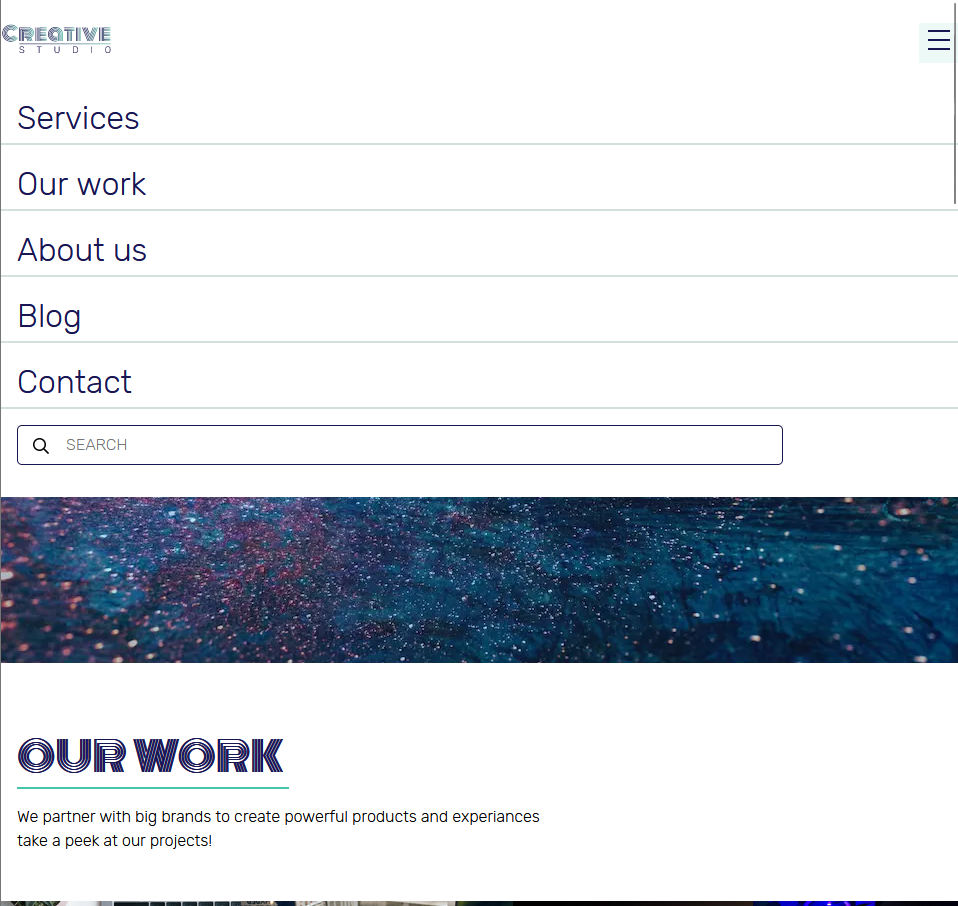 Creative
STUDIO
Services
Our work
About us
Blog
Contact
SEARCH
OUR WORK
We partner with big brands to create powerful products and experiances
take a peek at our projects!